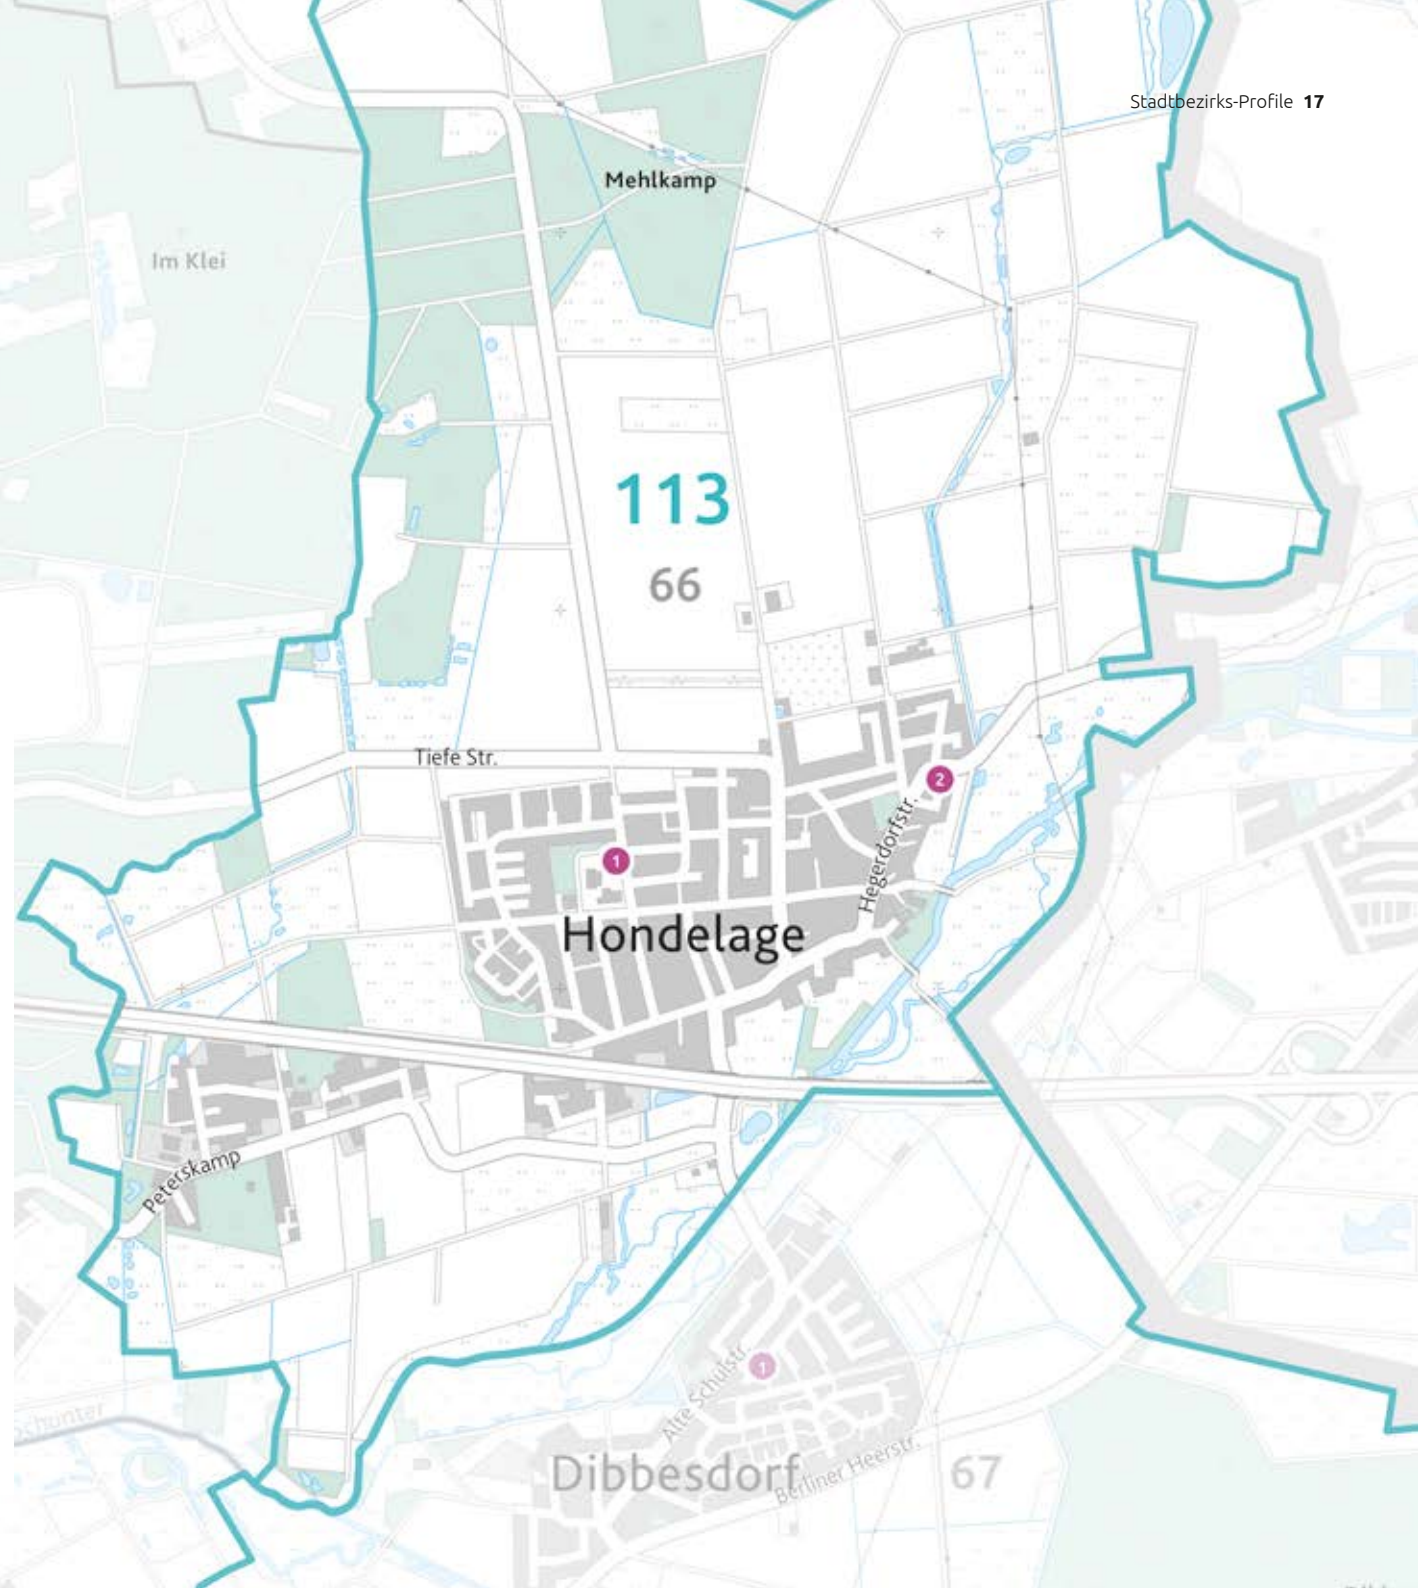 Stadtbezirks-Profile 17
Mehlkamp
Im Klei
113
66
Tiefe Str.
2
Hegerdorfstr.
1
Hondelage
Peterskamp
1
Alte Schulstr.
Dibbesdorf
Berliner Heerstr.
67